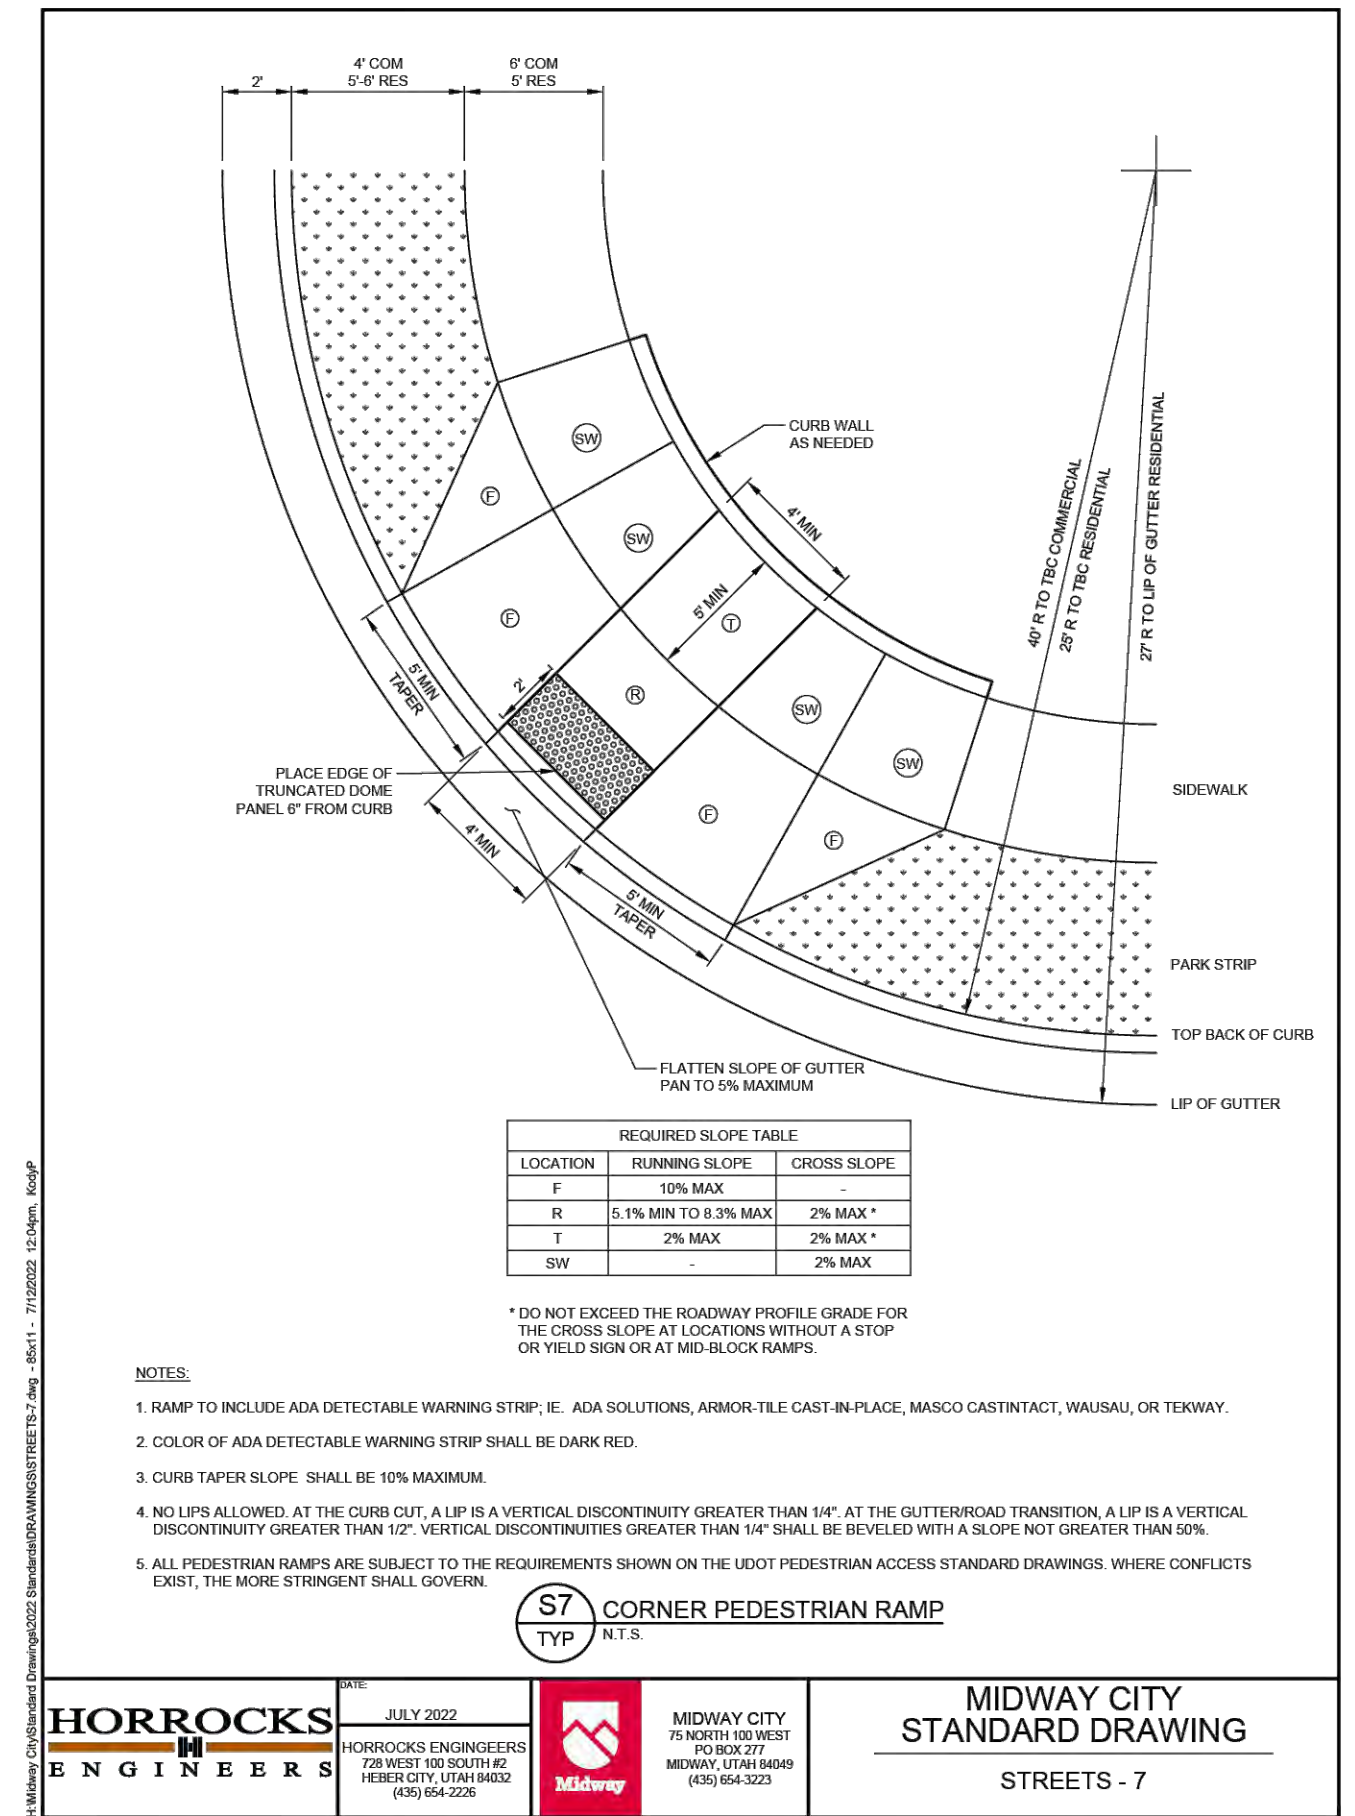 2'
4' COM
5'-6' RES
6' COM
5' RES
CURB WALL
AS NEEDED
SW
F
SW
4' MIN
F
5' MIN
T
R
2'
5' MIN
TAPER
SW
SW
F
F
PLACE EDGE OF
TRUNCATED DOME
PANEL 6" FROM CURB
4' MIN
5' MIN
TAPER
40' R TO TBC COMMERCIAL
25' R TO TBC RESIDENTIAL
27' R TO LIP OF GUTTER RESIDENTIAL
SIDEWALK
PARK STRIP
TOP BACK OF CURB
LIP OF GUTTER
FLATTEN SLOPE OF GUTTER
PAN TO 5% MAXIMUM
REQUIRED SLOPE TABLE
LOCATION RUNNING SLOPE CROSS SLOPE
F 10% MAX -
R 5.1% MIN TO 8.3% MAX 2% MAX *
T 2% MAX 2% MAX *
SW - 2% MAX
* DO NOT EXCEED THE ROADWAY PROFILE GRADE FOR
THE CROSS SLOPE AT LOCATIONS WITHOUT A STOP
OR YIELD SIGN OR AT MID-BLOCK RAMPS.
NOTES:
1. RAMP TO INCLUDE ADA DETECTABLE WARNING STRIP; IE. ADA SOLUTIONS, ARMOR-TILE CAST-IN-PLACE, MASCO CASTINTACT, WAUSAU, OR TEKWAY.
2. COLOR OF ADA DETECTABLE WARNING STRIP SHALL BE DARK RED.
3. CURB TAPER SLOPE SHALL BE 10% MAXIMUM.
4. NO LIPS ALLOWED. AT THE CURB CUT, A LIP IS A VERTICAL DISCONTINUITY GREATER THAN 1/4". AT THE GUTTER/ROAD TRANSITION, A LIP IS A VERTICAL
DISCONTINUITY GREATER THAN 1/2". VERTICAL DISCONTINUITIES GREATER THAN 1/4" SHALL BE BEVELED WITH A SLOPE NOT GREATER THAN 50%.
5. ALL PEDESTRIAN RAMPS ARE SUBJECT TO THE REQUIREMENTS SHOWN ON THE UDOT PEDESTRIAN ACCESS STANDARD DRAWINGS. WHERE CONFLICTS
EXIST, THE MORE STRINGENT SHALL GOVERN.
S7
TYP
CORNER PEDESTRIAN RAMP
N.T.S.
H:\Midway City\Standard Drawings\2022 Standards\DRAWINGS\STREETS-7.dwg - 85x11 - 7/12/2022 12:04pm, KodyP
HORROCKS
ENGINEERS
DATE:
JULY 2022
HORROCKS ENGINGEERS
728 WEST 100 SOUTH #2
HEBER CITY, UTAH 84032
(435) 654-2226
Midway
MIDWAY CITY
75 NORTH 100 WEST
PO BOX 277
MIDWAY, UTAH 84049
(435) 654-3223
MIDWAY CITY
STANDARD DRAWING
STREETS - 7